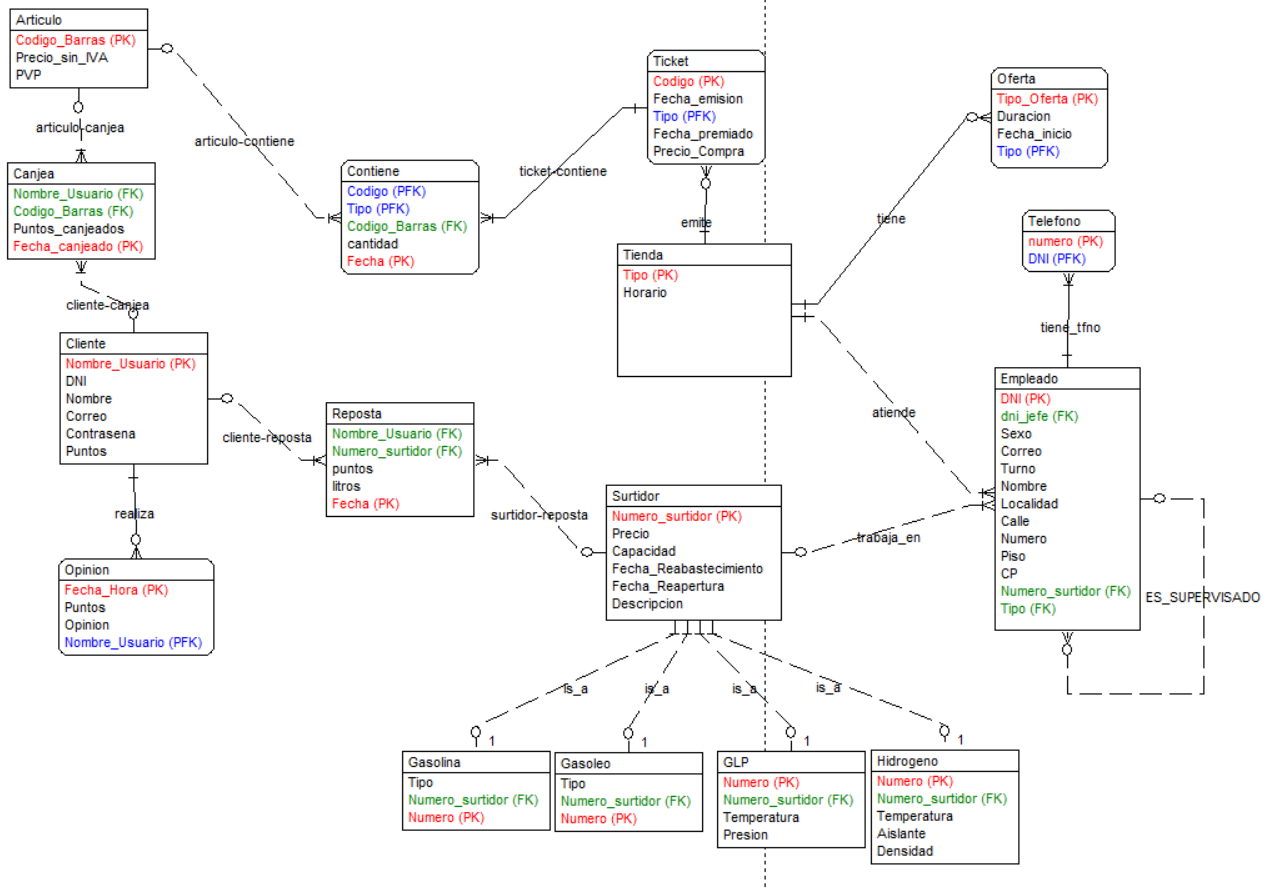 Articulo
Codigo_Barras (PK)
Precio_sin_IVA
PVP
articulo-canjea
articulo-contiene
Canjea
Nombre_Usuario (FK)
Codigo_Barras (FK)
Puntos_canjeados
Fecha_canjeado (PK)
cliente-canjea
Contiene
Codigo (PFK)
Tipo (PFK)
Codigo_Barras (FK)
cantidad
Fecha (PK)
ticket-contiene
Ticket
Codigo (PK)
Fecha_emision
Tipo (PFK)
Fecha_premiado
Precio_Compra
emite
Tienda
Tipo (PK)
Horario
tiene
Oferta
Tipo_Oferta (PK)
Duracion
Fecha_inicio
Tipo (PFK)
Telefono
numero (PK)
DNI (PFK)
tiene_tfno
atiende
Cliente
Nombre_Usuario (PK)
DNI
Nombre
Correo
Contrasena
Puntos
cliente-reposta
realiza
Reposta
Nombre_Usuario (FK)
Numero_surtidor (FK)
puntos
litros
Fecha (PK)
surtidor-reposta
Opinion
Fecha_Hora (PK)
Puntos
Opinion
Nombre_Usuario (PFK)
Surtidor
Numero_surtidor (PK)
Precio
Capacidad
Fecha_Reabastecimiento
Fecha_Reapertura
Descripcion
trabaja_en
Empleado
DNI (PK)
dni_jefe (FK)
Sexo
Correo
Turno
Nombre
Localidad
Calle
Numero
Piso
CP
Numero_surtidor (FK)
Tipo (FK)
ES_SUPERVISADO
is_a
is_a
is_a
is_a
1
1
1
1
Gasolina
Tipo
Numero_surtidor (FK)
Numero (PK)
Gasoleo
Tipo
Numero_surtidor (FK)
Numero (PK)
GLP
Numero (PK)
Numero_surtidor (FK)
Temperatura
Presion
Hidrogeno
Numero (PK)
Numero_surtidor (FK)
Temperatura
Aislante
Densidad